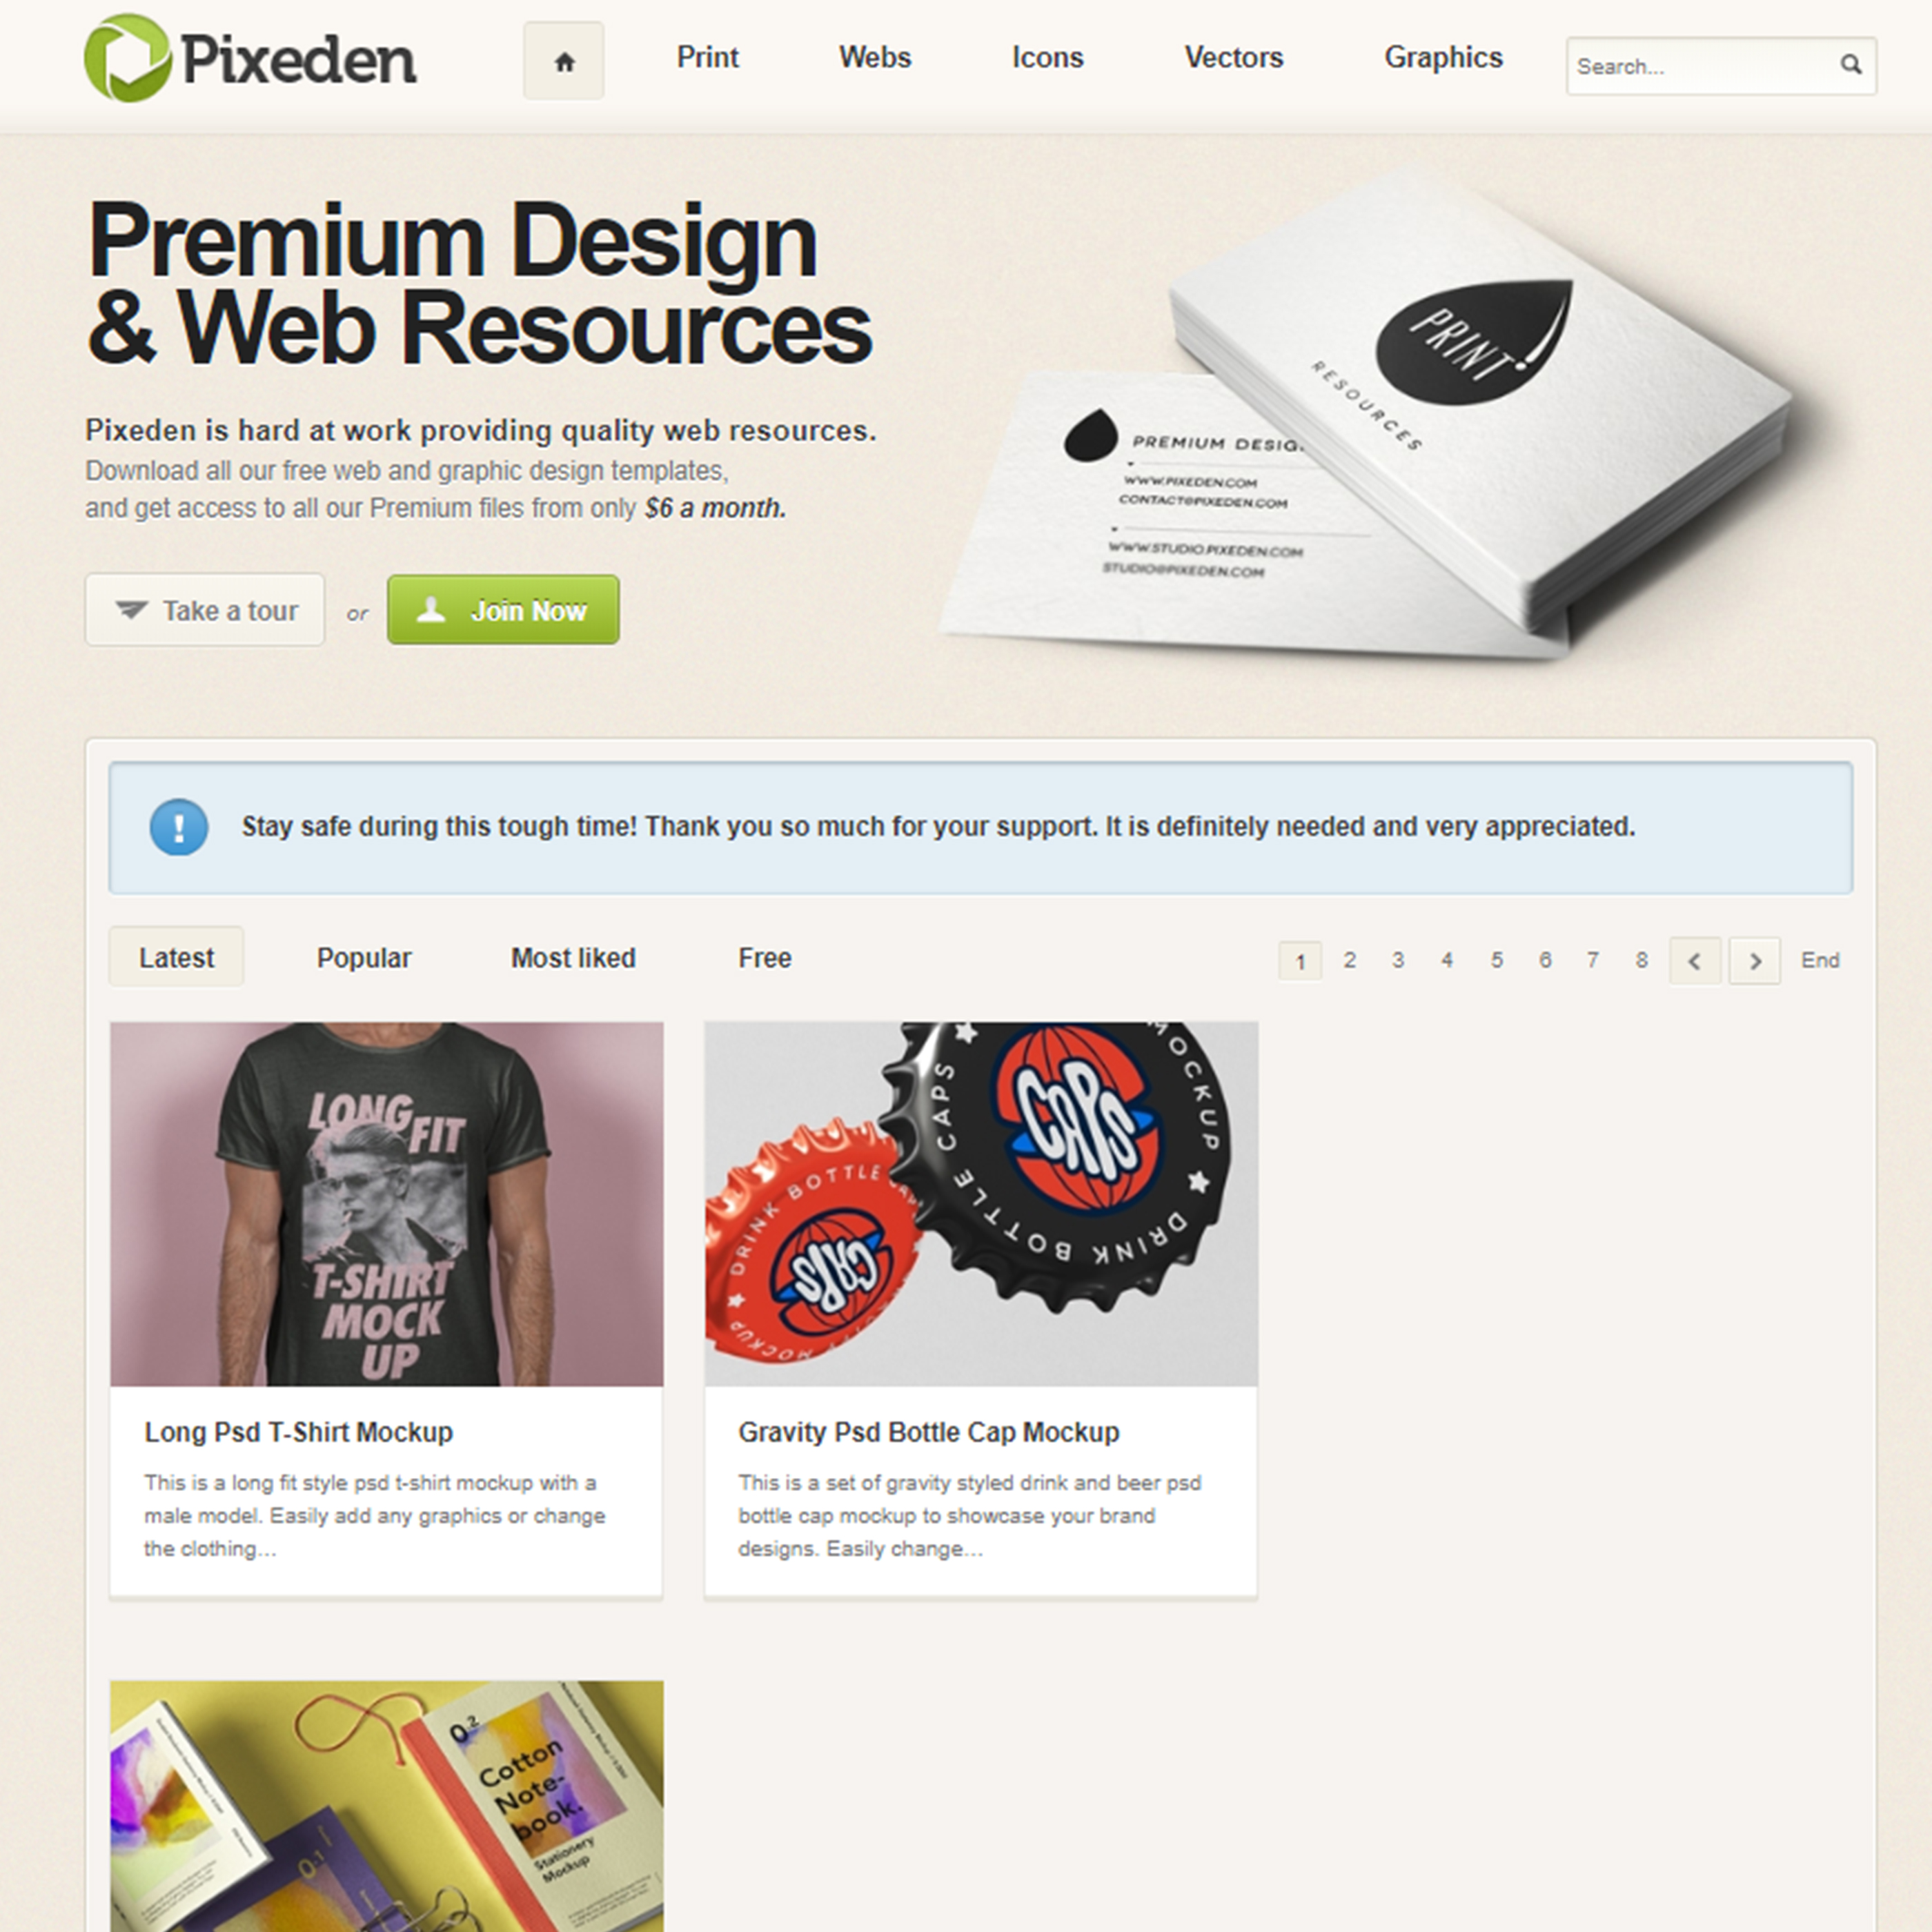 Pixeden
Print
Webs
Icons
Vectors
Graphics
Search...
Premium Design
& Web Resources
Pixeden is hard at work providing quality web resources.
Download all our free web and graphic design templates,
and get access to all our Premium files from only $6 a month.
Take a tour
or
Join Now
PRINT!
RESOURCES
PREMIUM DESIG
WWW.PIXEDEN.COM
CONTACT@PIXEDEN.COM
WWW.STUDIO.PIXEDEN.COM
STUDIO@PIXEDEN.COM
Stay safe during this tough time! Thank you so much for your support. It is definitely needed and very appreciated.
Latest
Popular
Most liked
Free
1 2 3 4 5 6 7 8 < > End
LONG
FIT
T-SHIRT
MOCK
UP
CAPS
DRINK BOTTLE CAPS
MOCKUP
CAPS
DRINK BOTTLE
MOCKUP
Long Psd T-Shirt Mockup
This is a long fit style psd t-shirt mockup with a
male model. Easily add any graphics or change
the clothing...
Gravity Psd Bottle Cap Mockup
This is a set of gravity styled drink and beer psd
bottle cap mockup to showcase your brand
designs. Easily change...
0.2
Cotton
Note-
book.
Stationery
Mockup
0.1